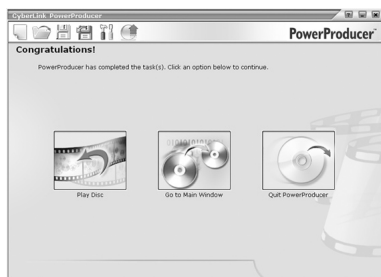 CyberLink PowerProducer
PowerProducer
Congratulations!
PowerProducer has completed the task(s). Click an option below to continue.
Play Disc
Go to Main Window
Quit PowerProducer